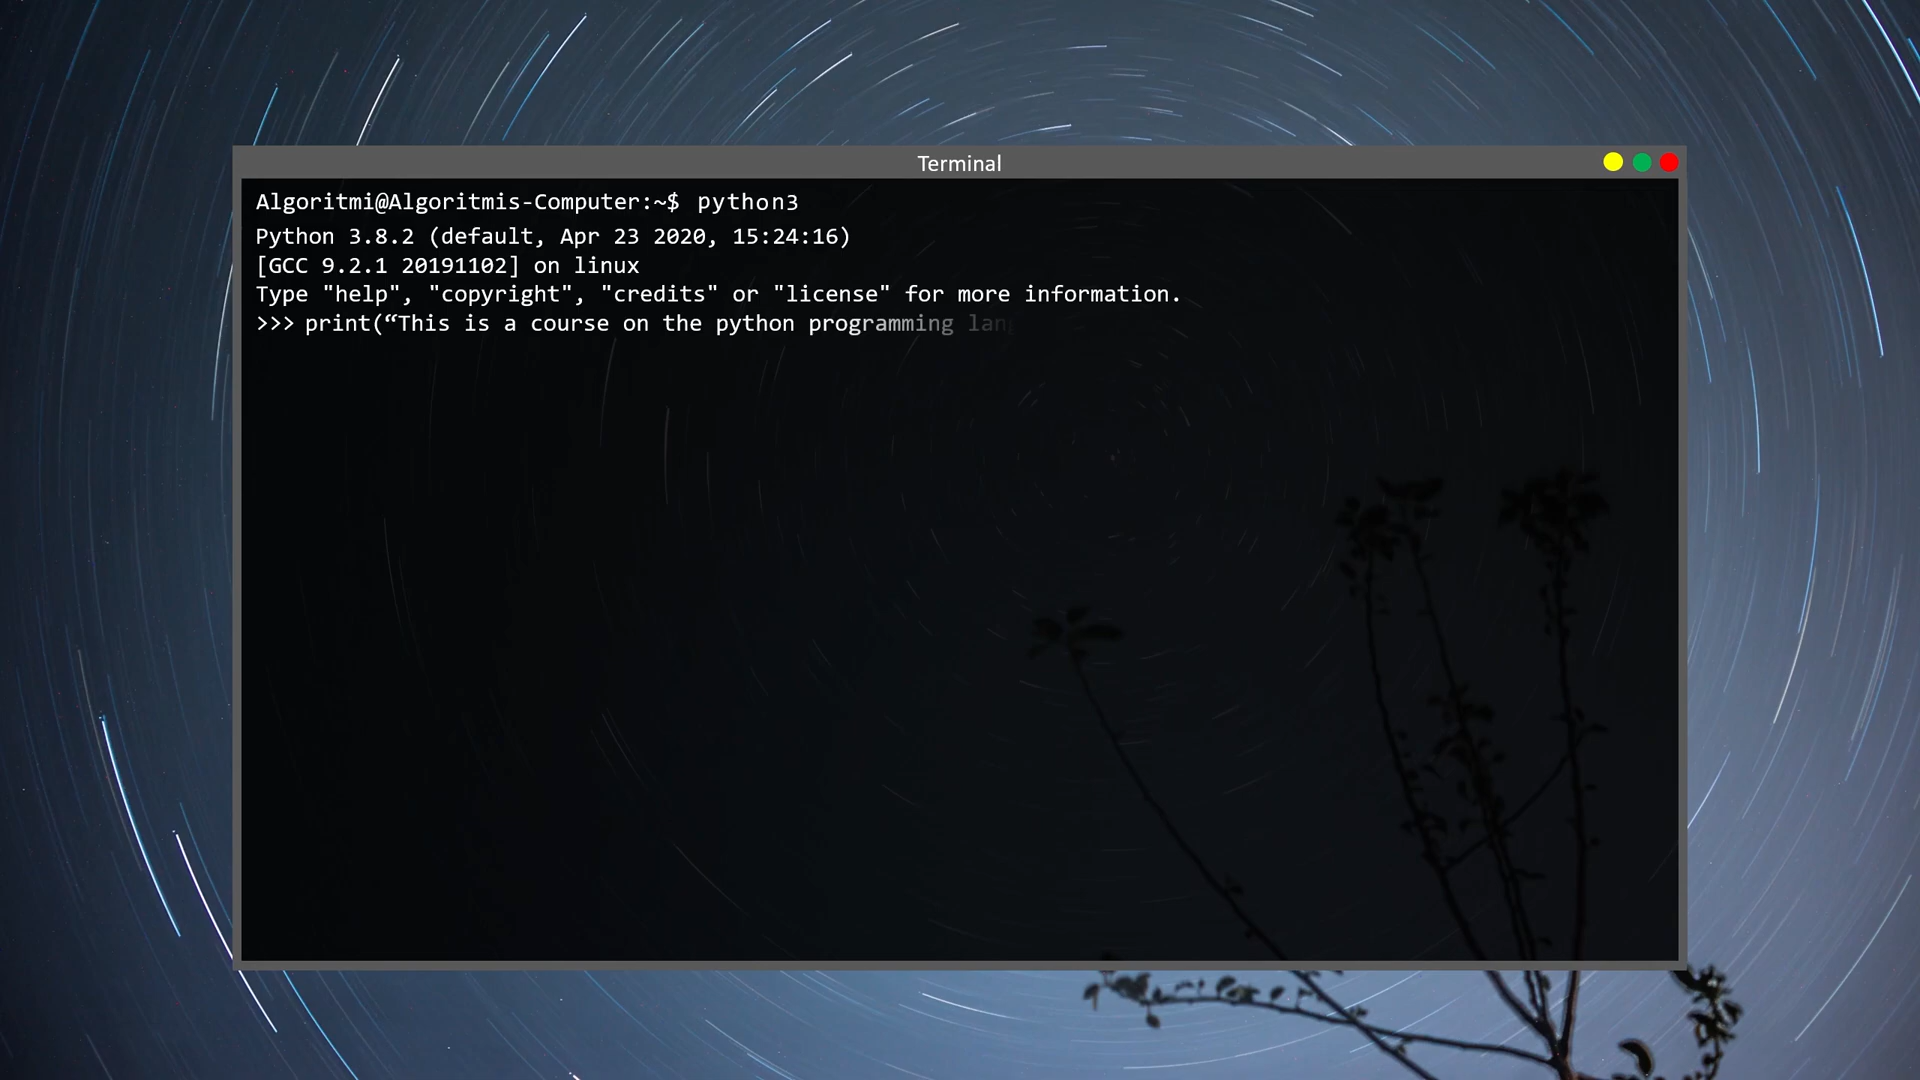 Terminal
Algoritmi@Algoritmis-Computer:~$ python3
Python 3.8.2 (default, Apr 23 2020, 15:24:16)
[GCC 9.2.1 20191102] on linux
Type "help", "copyright", "credits" or "license" for more information.
>>> print(“This is a course on the python programming lang